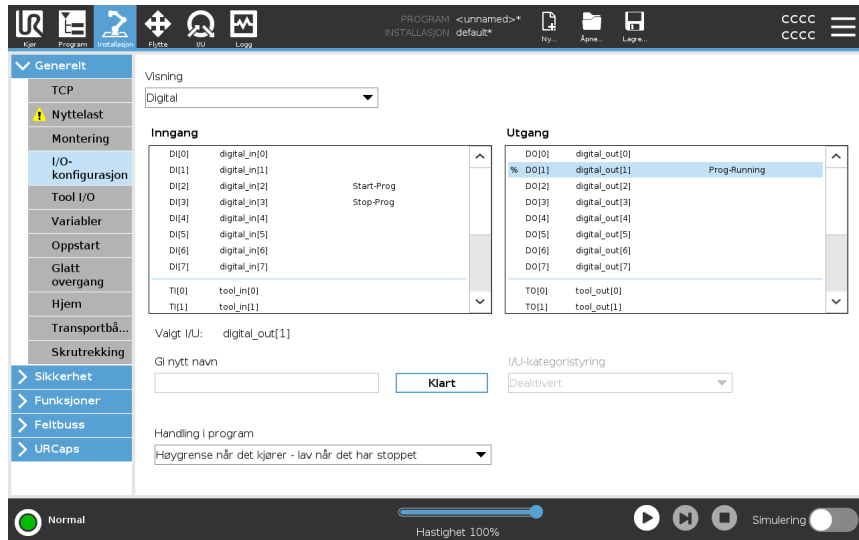 UR
Kjør
Program
Installasjon
Flytte
I/U
Logg
PROGRAM <unnamed>*
INSTALLASJON default*
Ny...
Åpne...
Lagre...
CCCC
CCCC
Generelt
TCP
Nyttelast
Montering
I/O-
konfigurasjon
Tool I/O
Variabler
Oppstart
Glatt
overgang
Hjem
Transportbå...
Skrutrekking
Sikkerhet
Funksjoner
Feltbuss
URCaps
Visning
Digital
Inngang
DI[0] digital_in[0]
DI[1] digital_in[1]
DI[2] digital_in[2] Start-Prog
DI[3] digital_in[3] Stop-Prog
DI[4] digital_in[4]
DI[5] digital_in[5]
DI[6] digital_in[6]
DI[7] digital_in[7]
TI[0] tool_in[0]
TI[1] tool_in[1]
Utgang
DO[0] digital_out[0]
% DO[1] digital_out[1] Prog-Running
DO[2] digital_out[2]
DO[3] digital_out[3]
DO[4] digital_out[4]
DO[5] digital_out[5]
DO[6] digital_out[6]
DO[7] digital_out[7]
TO[0] tool_out[0]
TO[1] tool_out[1]
Valgt I/U: digital_out[1]
Gi nytt navn
Klart
I/U-kategoristyring
Deaktivert
Handling i program
Høygrense når det kjører - lav når det har stoppet
Normal
Hastighet 100%
Simulering